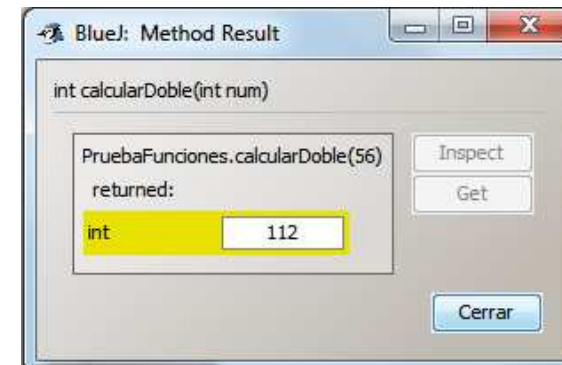 BlueJ: Method Result
int calcularDoble(int num)
PruebaFunciones.calcularDoble(56)
returned:
int 112
Inspect
Get
Cerrar